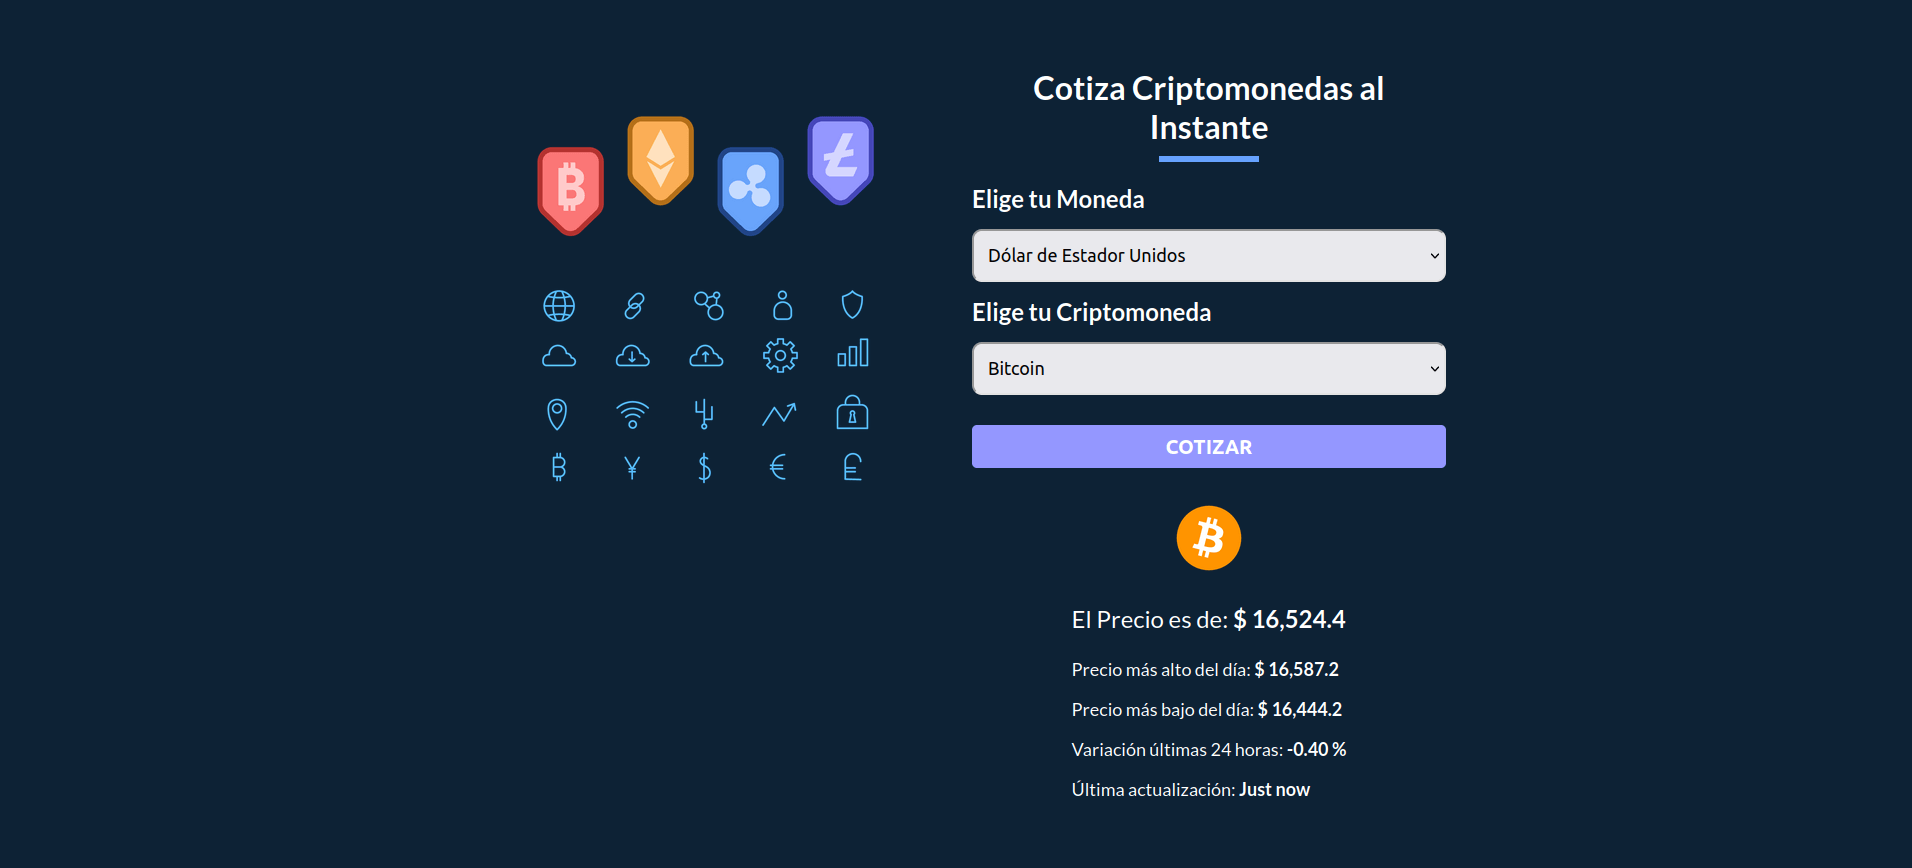 Cotiza Criptomonedas al
Instante
Elige tu Moneda
Dólar de Estador Unidos
Elige tu Criptomoneda
Bitcoin
COTIZAR
El Precio es de: $ 16,524.4
Precio más alto del día: $ 16,587.2
Precio más bajo del día: $ 16,444.2
Variación últimas 24 horas: -0.40 %
Última actualización: Just now